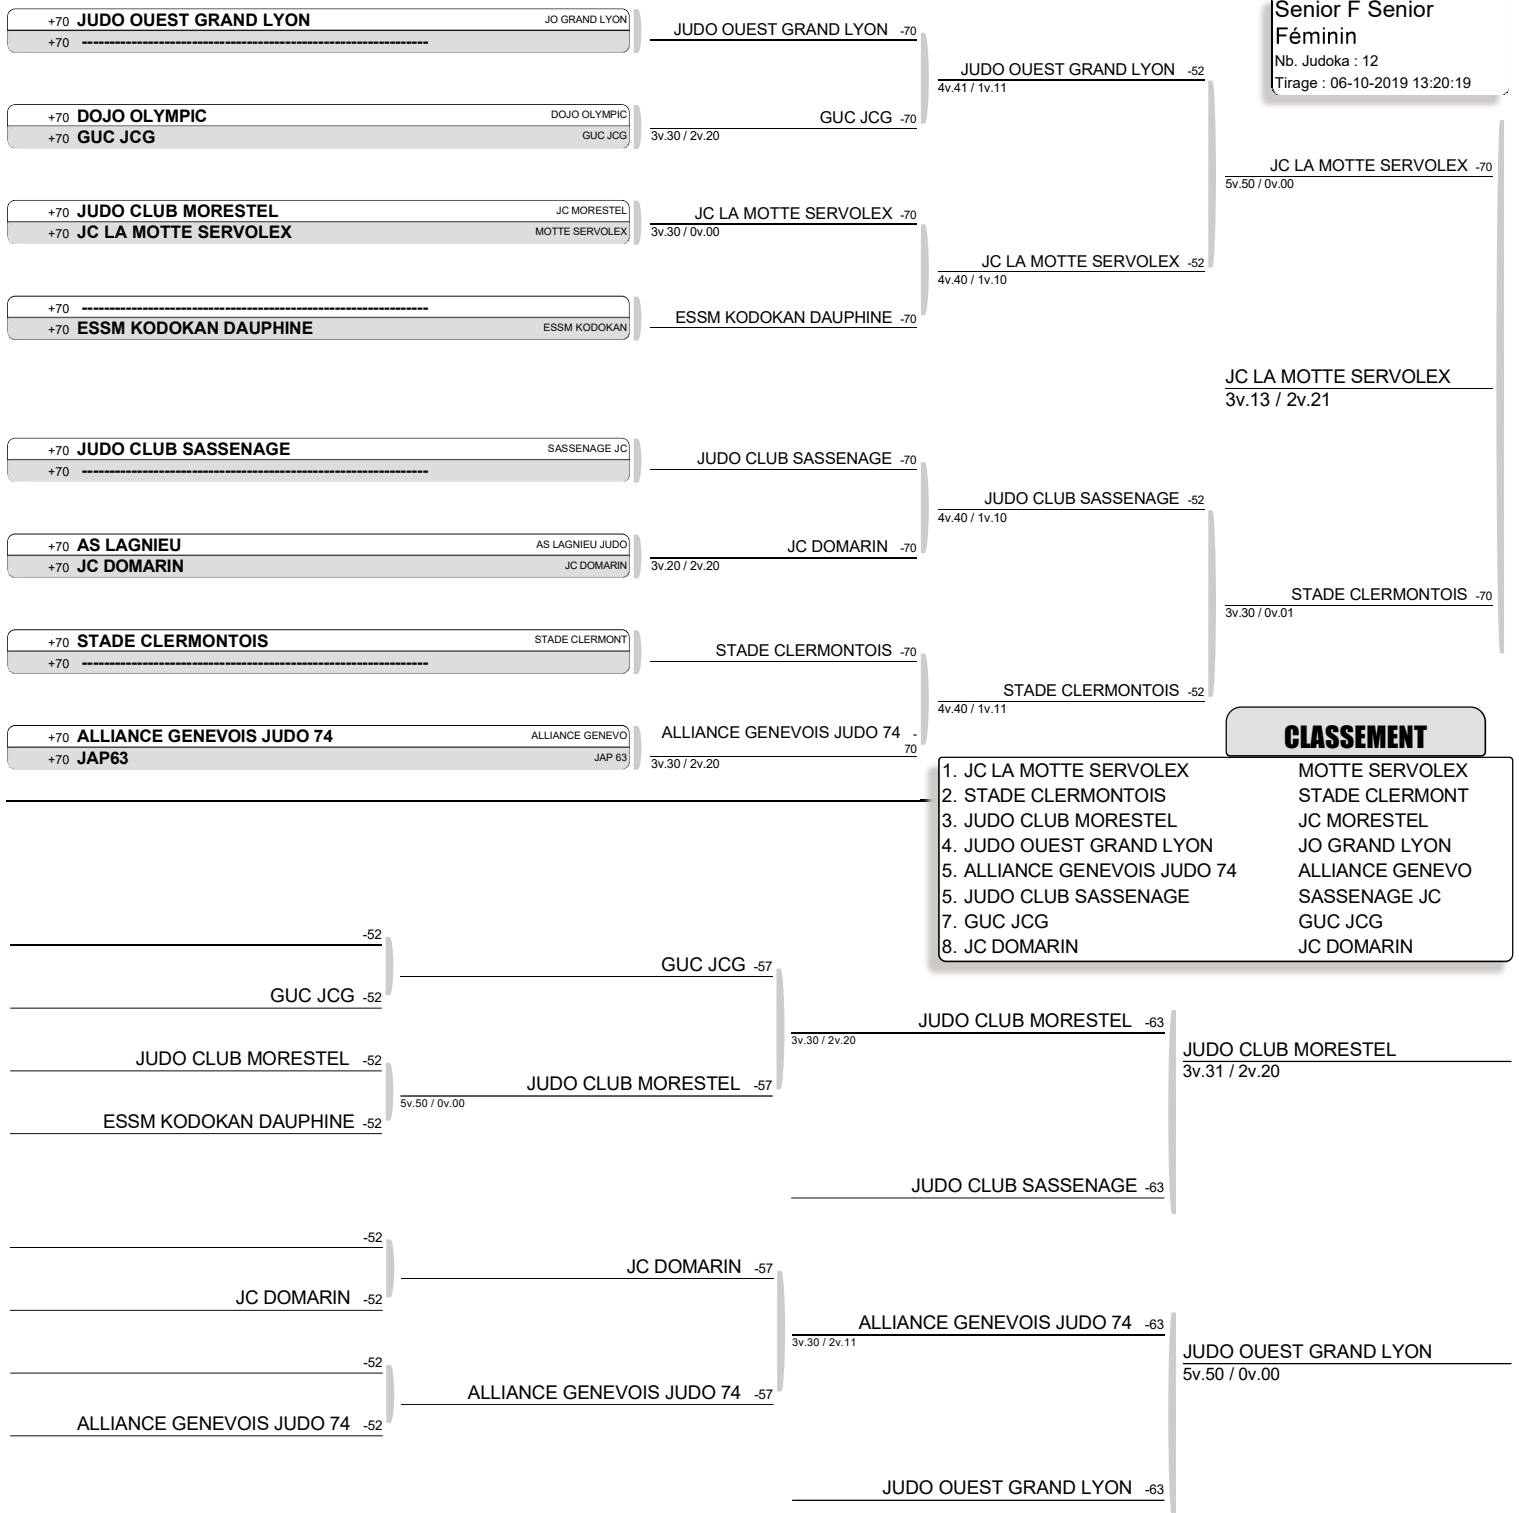 Senior F Senior
Féminin
Nb. Judoka : 12
Tirage : 06-10-2019 13:20:19
+70 JUDO OUEST GRAND LYON JO GRAND LYON
+70 ----------------------------------------------------------------
+70 DOJO OLYMPIC DOJO OLYMPIC
+70 GUC JCG GUC JCG
+70 JUDO CLUB MORESTEL JC MORESTEL
+70 JC LA MOTTE SERVOLEX MOTTE SERVOLEX
+70 ----------------------------------------------------------------
+70 ESSM KODOKAN DAUPHINE ESSM KODOKAN
+70 JUDO CLUB SASSENAGE SASSENAGE JC
+70 ----------------------------------------------------------------
+70 AS LAGNIEU AS LAGNIEU JUDO
+70 JC DOMARIN JC DOMARIN
+70 STADE CLERMONTOIS STADE CLERMONT
+70 ----------------------------------------------------------------
+70 ALLIANCE GENEVOIS JUDO 74 ALLIANCE GENEVO
+70 JAP63 JAP 63
JUDO OUEST GRAND LYON -70
GUC JCG -70
3v.30 / 2v.20
JC LA MOTTE SERVOLEX -70
3v.30 / 0v.00
ESSM KODOKAN DAUPHINE -70
JUDO CLUB SASSENAGE -70
JC DOMARIN -70
3v.20 / 2v.20
STADE CLERMONTOIS -70
ALLIANCE GENEVOIS JUDO 74 -
70
3v.30 / 2v.20
JUDO OUEST GRAND LYON -52
4v.41 / 1v.11
JC LA MOTTE SERVOLEX -52
4v.40 / 1v.10
JUDO CLUB SASSENAGE -52
4v.40 / 1v.10
STADE CLERMONTOIS -52
4v.40 / 1v.11
JC LA MOTTE SERVOLEX -70
5v.50 / 0v.00
JC LA MOTTE SERVOLEX
3v.13 / 2v.21
STADE CLERMONTOIS -70
3v.30 / 0v.01
CLASSEMENT
1. JC LA MOTTE SERVOLEX MOTTE SERVOLEX
2. STADE CLERMONTOIS STADE CLERMONT
3. JUDO CLUB MORESTEL JC MORESTEL
4. JUDO OUEST GRAND LYON JO GRAND LYON
5. ALLIANCE GENEVOIS JUDO 74 ALLIANCE GENEVO
5. JUDO CLUB SASSENAGE SASSENAGE JC
7. GUC JCG GUC JCG
8. JC DOMARIN JC DOMARIN
-52
GUC JCG -52
JUDO CLUB MORESTEL -52
ESSM KODOKAN DAUPHINE -52
-52
JC DOMARIN -52
-52
ALLIANCE GENEVOIS JUDO 74 -52
GUC JCG -57
JUDO CLUB MORESTEL -57
5v.50 / 0v.00
JC DOMARIN -57
ALLIANCE GENEVOIS JUDO 74 -57
JUDO CLUB MORESTEL -63
3v.30 / 2v.20
JUDO CLUB SASSENAGE -63
ALLIANCE GENEVOIS JUDO 74 -63
3v.30 / 2v.11
JUDO OUEST GRAND LYON -63
JUDO CLUB MORESTEL
3v.31 / 2v.20
JUDO OUEST GRAND LYON
5v.50 / 0v.00